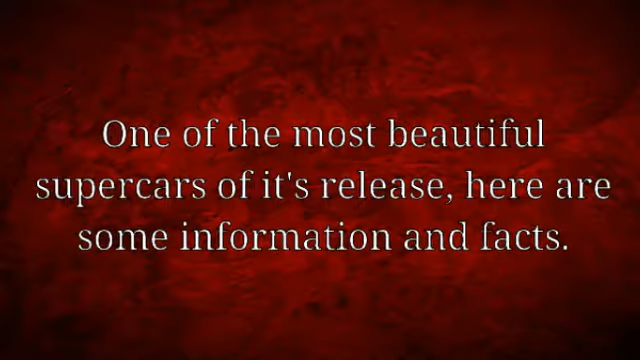 One of the most beautiful
supercars of it's release, here are
some information and facts.